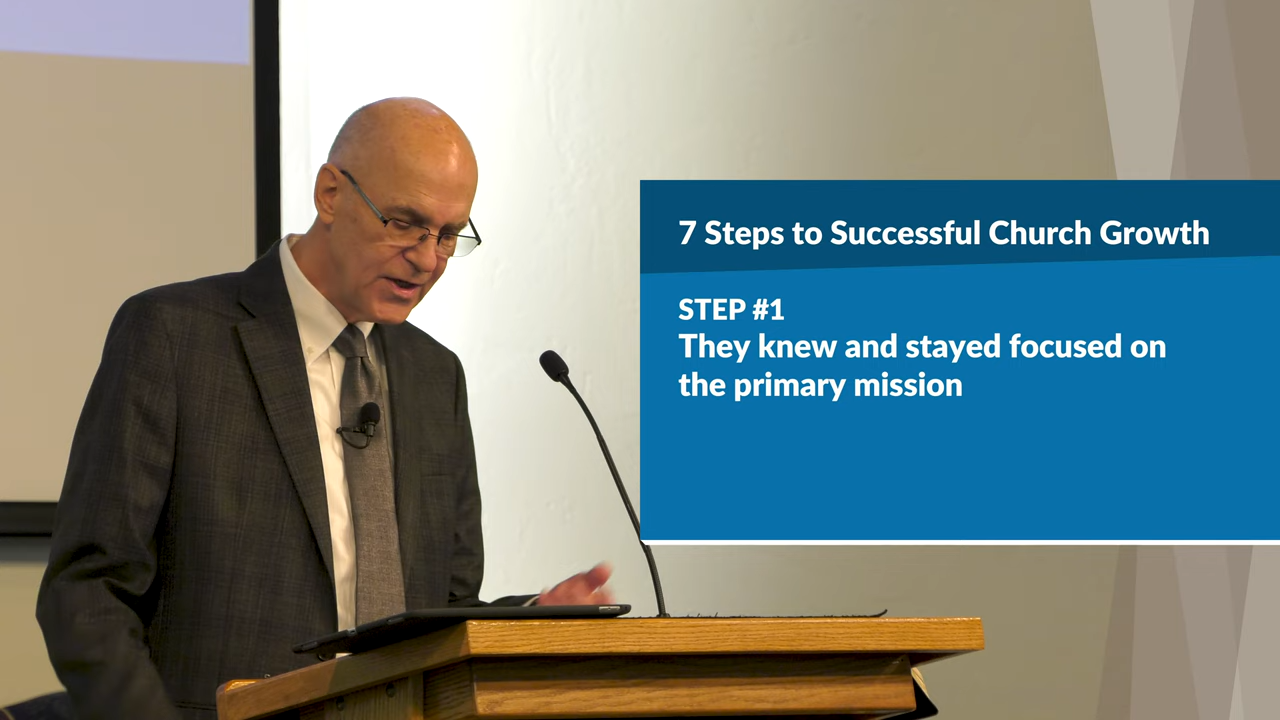 7 Steps to Successful Church Growth
STEP #1
They knew and stayed focused on
the primary mission